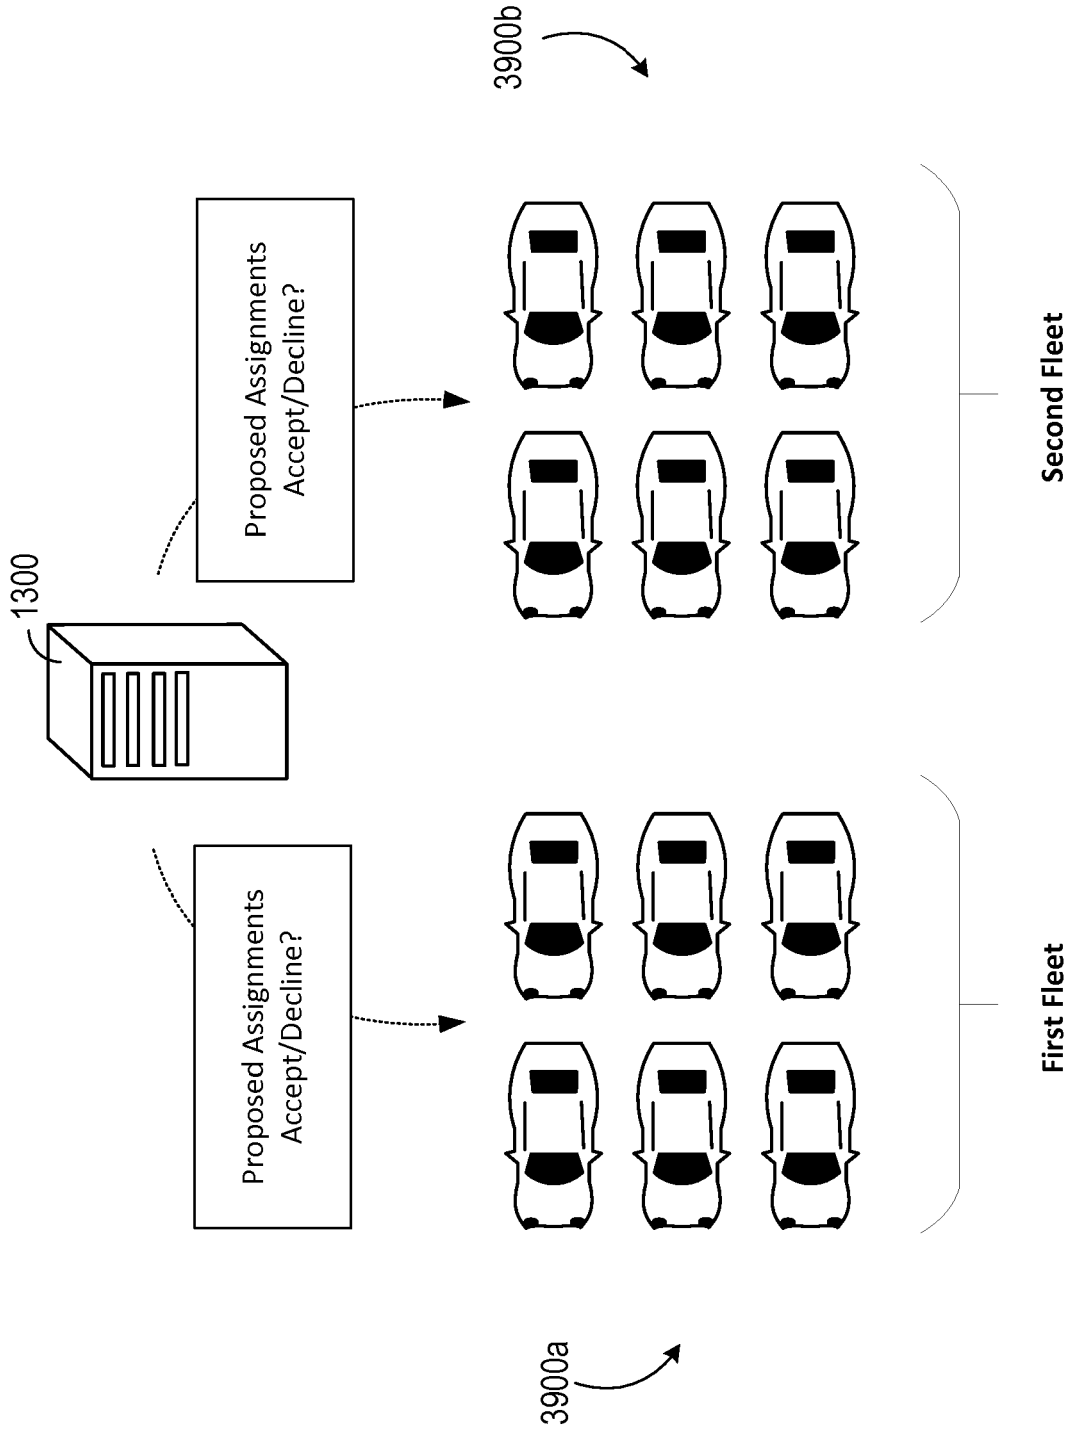 1300
Proposed Assignments
Accept/Decline?
Proposed Assignments
Accept/Decline?
3900a
3900b
First Fleet
Second Fleet